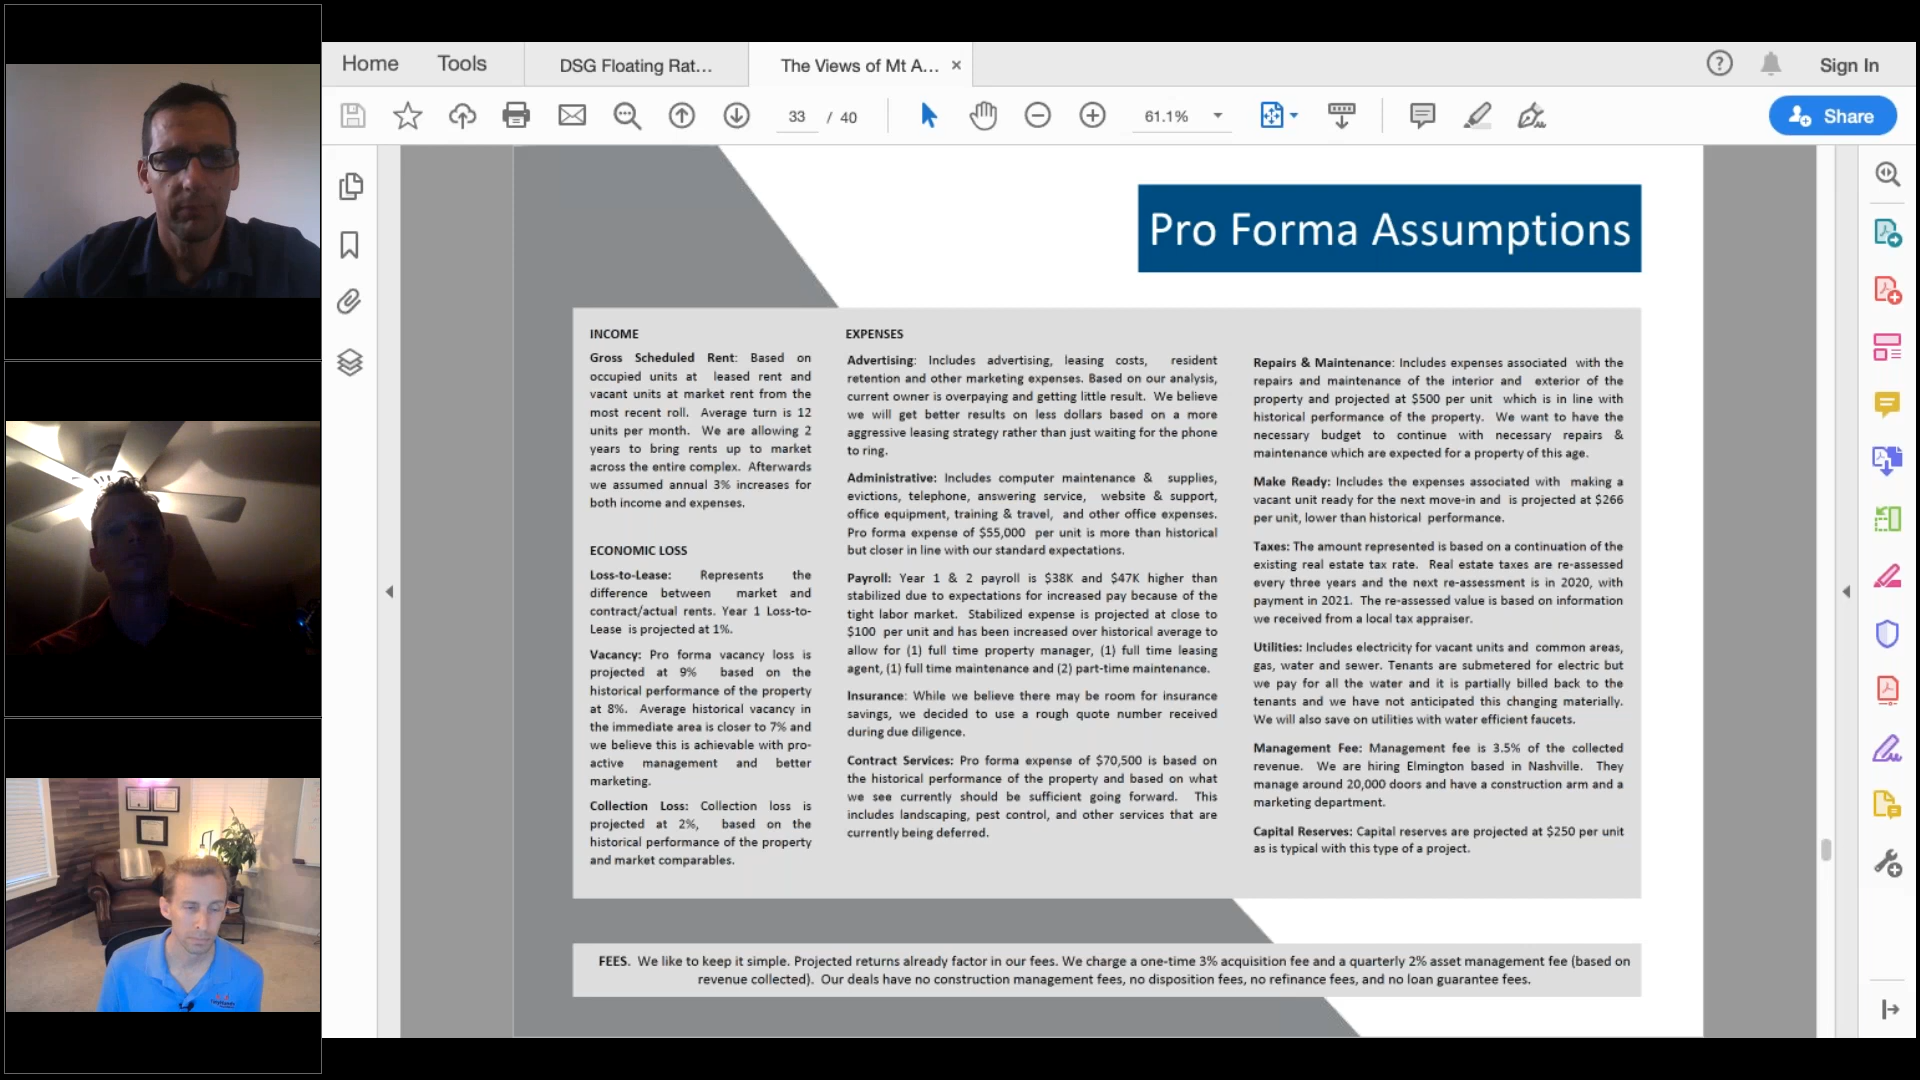 Home
Tools
DSG Floating Rat...
The Views of Mt A...
Sign In
33 / 40
61.1%
Share
Pro Forma Assumptions
INCOME
Gross Scheduled Rent: Based on
occupied units at leased rent and
vacant units at market rent from the
most recent roll. Average turn is 12
units per month. We are allowing 2
years to bring rents up to market
across the entire complex. Afterwards
we assumed annual 3% increases for
both income and expenses.
ECONOMIC LOSS
Loss-to-Lease: Represents the
difference between market and
contract/actual rents. Year 1 Loss-to-
Lease is projected at 1%.
Vacancy: Pro forma vacancy loss is
projected at 9% based on the
historical performance of the property
at 8%. Average historical vacancy in
the immediate area is closer to 7% and
we believe this is achievable with pro-
active management and better
marketing.
Collection Loss: Collection loss is
projected at 2%, based on the
historical performance of the property
and market comparables.
EXPENSES
Advertising: Includes advertising, leasing costs, resident
retention and other marketing expenses. Based on our analysis,
current owner is overpaying and getting little result. We believe
we will get better results on less dollars based on a more
aggressive leasing strategy rather than just waiting for the phone
to ring.
Administrative: Includes computer maintenance & supplies,
evictions, telephone, answering service, website & support,
office equipment, training & travel, and other office expenses.
Pro forma expense of $55,000 per unit is more than historical
but closer in line with our standard expectations.
Payroll: Year 1 & 2 payroll is $38K and $47K higher than
stabilized due to expectations for increased pay because of the
tight labor market. Stabilized expense is projected at close to
$100 per unit and has been increased over historical average to
allow for (1) full time property manager, (1) full time leasing
agent, (1) full time maintenance and (2) part-time maintenance.
Insurance: While we believe there may be room for insurance
savings, we decided to use a rough quote number received
during due diligence.
Contract Services: Pro forma expense of $70,500 is based on
the historical performance of the property and based on what
we see currently should be sufficient going forward. This
includes landscaping, pest control, and other services that are
currently being deferred.
Repairs & Maintenance: Includes expenses associated with the
repairs and maintenance of the interior and exterior of the
property and projected at $500 per unit which is in line with
historical performance of the property. We want to have the
necessary budget to continue with necessary repairs &
maintenance which are expected for a property of this age.
Make Ready: Includes the expenses associated with making a
vacant unit ready for the next move-in and is projected at $266
per unit, lower than historical performance.
Taxes: The amount represented is based on a continuation of the
existing real estate tax rate. Real estate taxes are re-assessed
every three years and the next re-assessment is in 2020, with
payment in 2021. The re-assessed value is based on information
we received from a local tax appraiser.
Utilities: Includes electricity for vacant units and common areas,
gas, water and sewer. Tenants are submetered for electric but
we pay for all the water and it is partially billed back to the
tenants and we have not anticipated this changing materially.
We will also save on utilities with water efficient faucets.
Management Fee: Management fee is 3.5% of the collected
revenue. We are hiring Elmington based in Nashville. They
manage around 20,000 doors and have a construction arm and a
marketing department.
Capital Reserves: Capital reserves are projected at $250 per unit
as is typical with this type of a project.
FEES. We like to keep it simple. Projected returns already factor in our fees. We charge a one-time 3% acquisition fee and a quarterly 2% asset management fee (based on
revenue collected). Our deals have no construction management fees, no disposition fees, no refinance fees, and no loan guarantee fees.